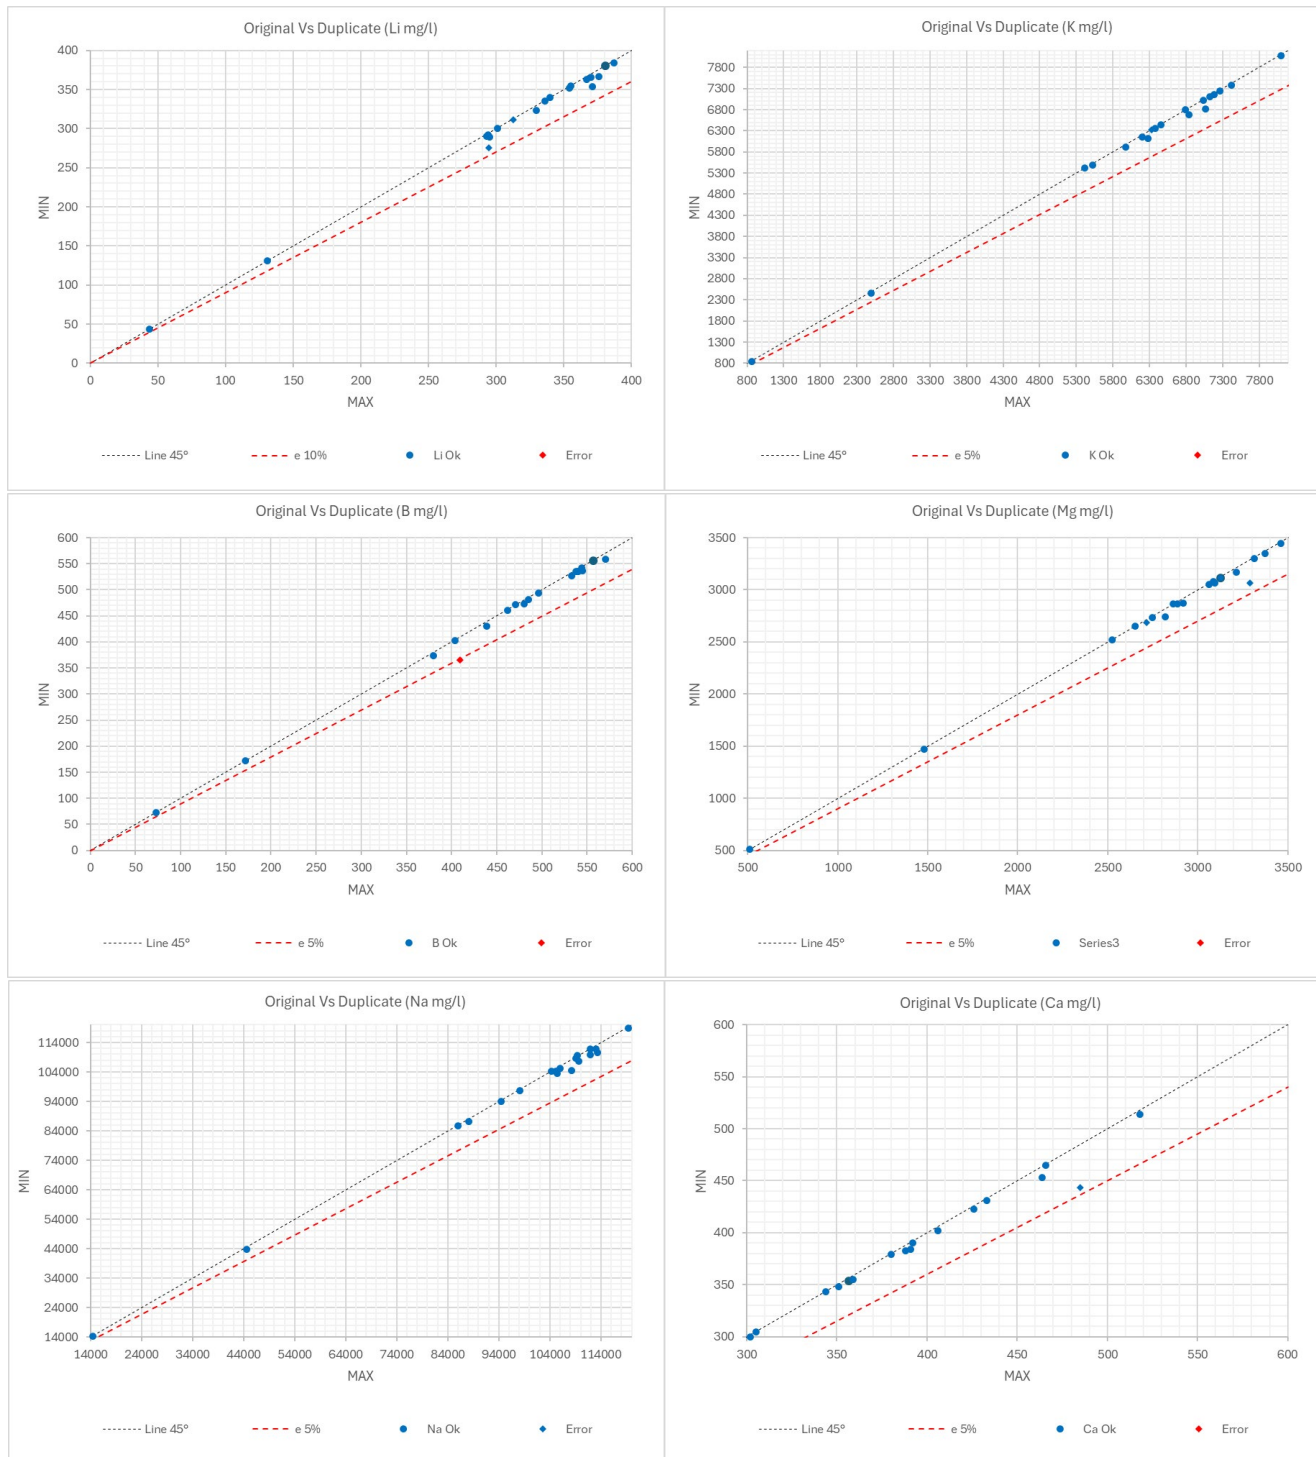 Original Vs Duplicate (Li mg/l)
400
350
300
250
200
150
100
50
0
MIN
0 50 100 150 200 250 300 350 400
MAX
Line 45° e 10% Li Ok Error
Original Vs Duplicate (K mg/l)
7800
7300
6800
6300
5800
5300
4800
4300
3800
3300
2800
2300
1800
1300
800
MIN
800 1300 1800 2300 2800 3300 3800 4300 4800 5300 5800 6300 6800 7300 7800
MAX
Line 45° e 5% K Ok Error
Original Vs Duplicate (B mg/l)
600
550
500
450
400
350
300
250
200
150
100
50
0
MIN
0 50 100 150 200 250 300 350 400 450 500 550 600
MAX
Line 45° e 5% B Ok Error
Original Vs Duplicate (Mg mg/l)
3500
3000
2500
2000
1500
1000
500
MIN
500 1000 1500 2000 2500 3000 3500
MAX
Line 45° e 5% Series3 Error
Original Vs Duplicate (Na mg/l)
114000
104000
94000
84000
74000
64000
54000
44000
34000
24000
14000
MIN
14000 24000 34000 44000 54000 64000 74000 84000 94000 104000 114000
MAX
Line 45° e 5% Na Ok Error
Original Vs Duplicate (Ca mg/l)
600
550
500
450
400
350
300
MIN
300 350 400 450 500 550 600
MAX
Line 45° e 5% Ca Ok Error